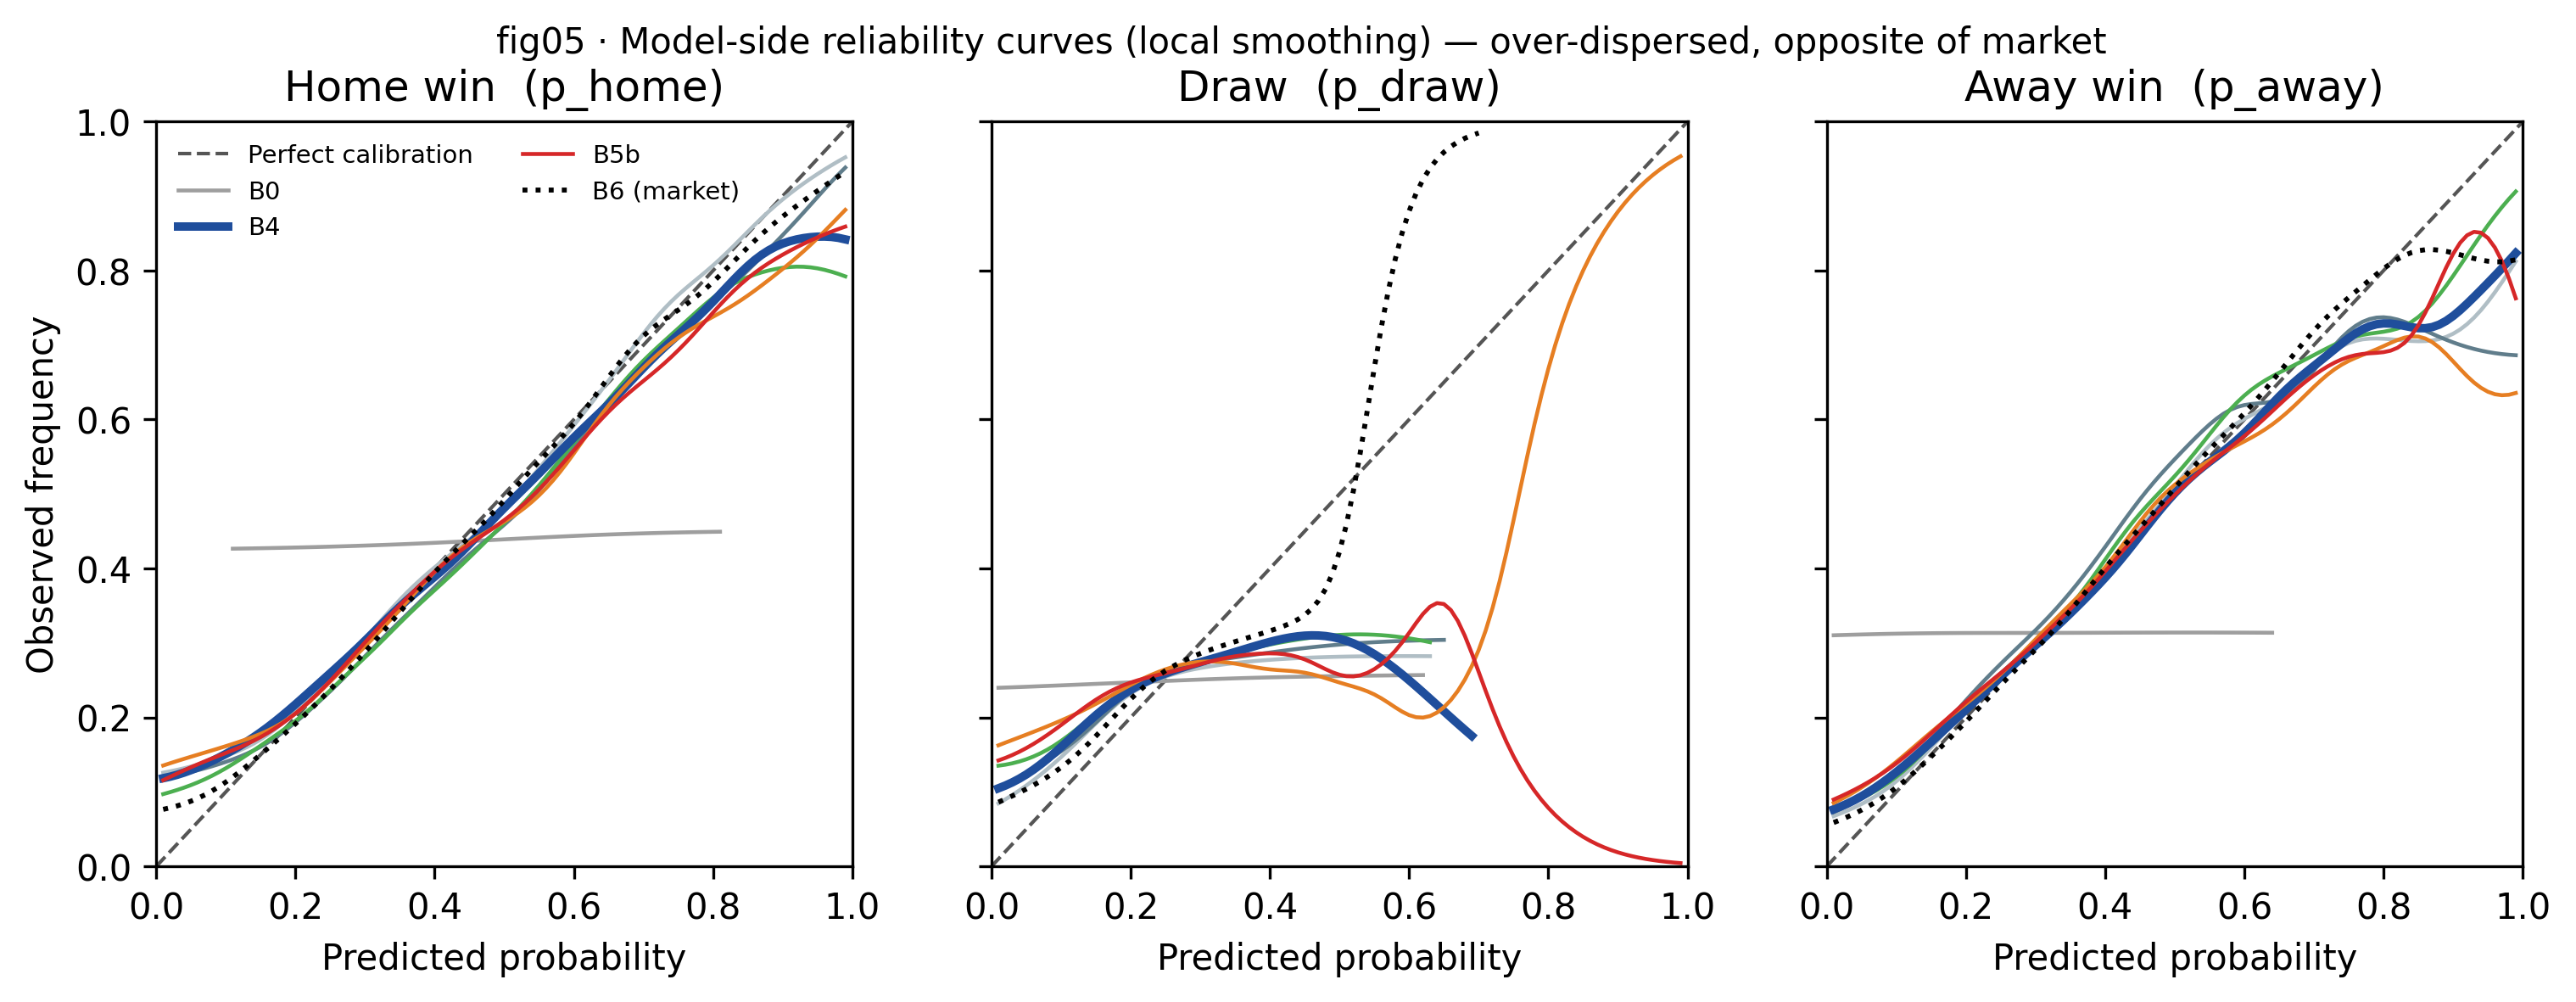 fig05 · Model-side reliability curves (local smoothing) — over-dispersed, opposite of market
Home win (p_home)
Draw (p_draw)
Away win (p_away)
Perfect calibration
B0
B4
B5b
B6 (market)
Observed frequency
1.0
0.8
0.6
0.4
0.2
0.0
0.0 0.2 0.4 0.6 0.8 1.0
0.0 0.2 0.4 0.6 0.8 1.0
0.0 0.2 0.4 0.6 0.8 1.0
Predicted probability
Predicted probability
Predicted probability